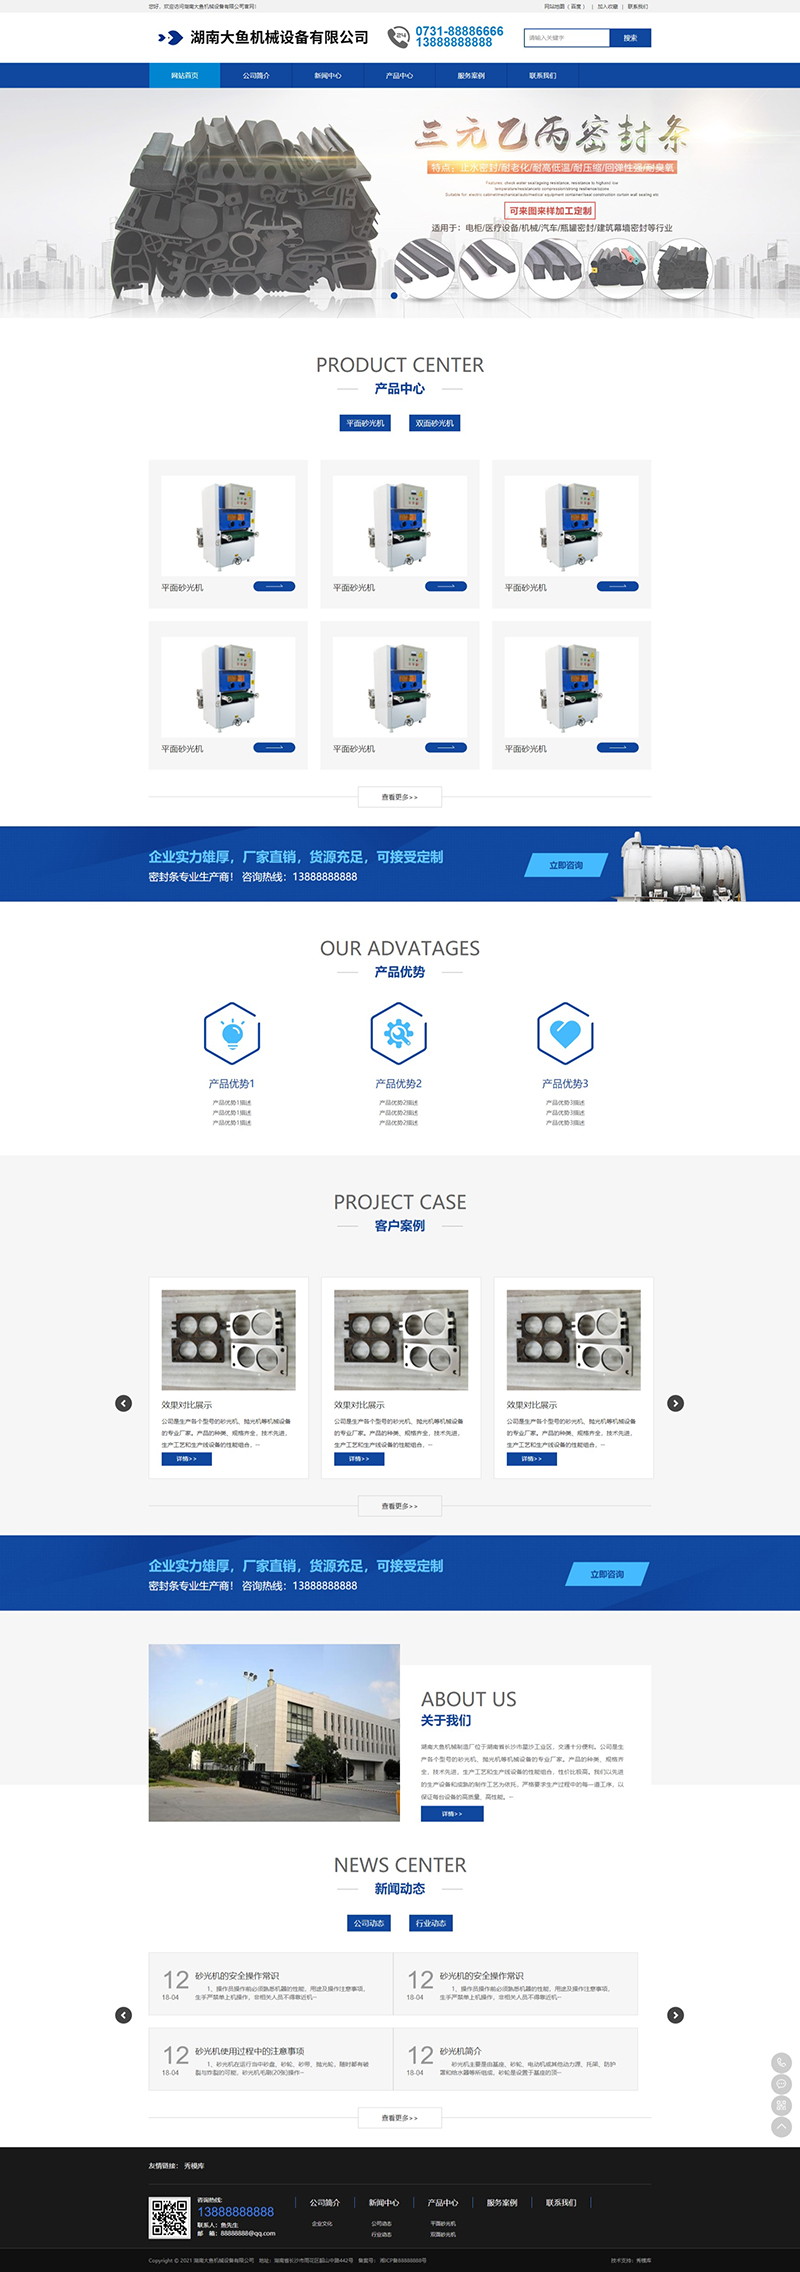 您好，欢迎访问湖南大鱼机械设备有限公司官网！
网站地图（百度） | 加入收藏 | 联系我们
湖南大鱼机械设备有限公司
24
0731-88886666
13888888888
请输入关键字
搜索
网站首页 公司简介 新闻中心 产品中心 服务案例 联系我们
三元乙丙密封条
特点：止水密封/耐老化/耐高低温/耐压缩/回弹性强/耐臭氧
可来图来样加工定制
适用于：电柜/医疗设备/机械/汽车/瓶罐密封/建筑幕墙密封等行业
PRODUCT CENTER
产品中心
平面砂光机 双面砂光机
平面砂光机 平面砂光机 平面砂光机
平面砂光机 平面砂光机 平面砂光机
查看更多>>
企业实力雄厚，厂家直销，货源充足，可接受定制
密封条专业生产商！ 咨询热线：13888888888
立即咨询
OUR ADVATAGES
产品优势
产品优势1 产品优势2 产品优势3
产品优势1描述 产品优势2描述 产品优势3描述
产品优势1描述 产品优势2描述 产品优势3描述
产品优势1描述 产品优势2描述 产品优势3描述
PROJECT CASE
客户案例
效果对比展示
公司是生产各个型号的砂光机、抛光机等机械设备
的专业厂家。产品的种类、规格齐全，技术先进，
生产工艺和生产线设备的性能组合，···
详情>>
效果对比展示
公司是生产各个型号的砂光机、抛光机等机械设备
的专业厂家。产品的种类、规格齐全，技术先进，
生产工艺和生产线设备的性能组合，···
详情>>
效果对比展示
公司是生产各个型号的砂光机、抛光机等机械设备
的专业厂家。产品的种类、规格齐全，技术先进，
生产工艺和生产线设备的性能组合，···
详情>>
查看更多>>
企业实力雄厚，厂家直销，货源充足，可接受定制
密封条专业生产商！ 咨询热线：13888888888
立即咨询
ABOUT US
关于我们
湖南大鱼机械制造厂位于湖南省长沙市星沙工业区，交通十分便利。公司是生
产各个型号的砂光机、抛光机等机械设备的专业厂家。产品的种类、规格齐
全，技术先进，生产工艺和生产线设备的性能组合，性价比极高。我们以先进
的生产设备和成熟的制作工艺为依托，严格要求生产过程中的每一道工序，以
保证每台设备的高质量、高性能。···
详情>>
NEWS CENTER
新闻动态
公司动态 行业动态
12
18-04
砂光机的安全操作常识
1、操作员操作前必须熟悉机器的性能，用途及操作注意事项，
生手严禁单上机操作，非相关人员不得靠近机···
12
18-04
砂光机的安全操作常识
1、操作员操作前必须熟悉机器的性能，用途及操作注意事项，
生手严禁单上机操作，非相关人员不得靠近机···
12
18-04
砂光机使用过程中的注意事项
1、砂光机在运行当中砂盘、砂轮、砂带、抛光轮，随时都有破
裂与炸裂的可能，砂光机毛刷(20张)操作···
12
18-04
砂光机简介
砂光机主要是由基座、砂轮、电动机或其他动力源、托架、防护
罩和给水器等所组成，砂轮是设置于基座的顶···
查看更多>>
友情链接： 秀模库
咨询热线：
13888888888
联系人：鱼先生
邮 箱：88888888@qq.com
公司简介 新闻中心 产品中心 服务案例 联系我们
企业文化 公司动态 平面砂光机
行业动态 双面砂光机
Copyright © 2021 湖南大鱼机械设备有限公司 地址：湖南省长沙市雨花区韶山中路442号 备案号：湘ICP备88888888号
技术支持：秀模库